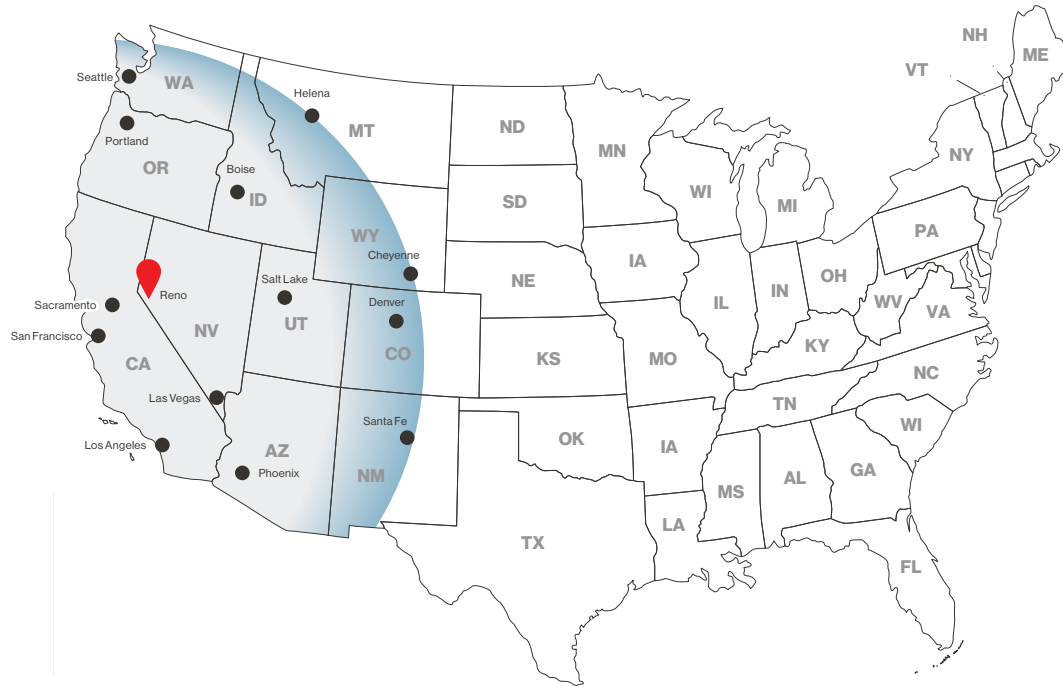 NH
ME
VT
Seattle
WA
Helena
MT
ND
MN
NY
Portland
OR
Boise
ID
SD
WI
MI
PA
WY
Cheyenne
IA
NE
OH
IN
IL
WV
VA
Reno
Salt Lake
UT
Denver
CO
Sacramento
San Francisco
NV
CA
KS
MO
KY
NC
Las Vegas
TN
Los Angeles
AZ
Phoenix
Santa Fe
NM
OK
IA
WI
MS
AL
GA
LA
TX
FL